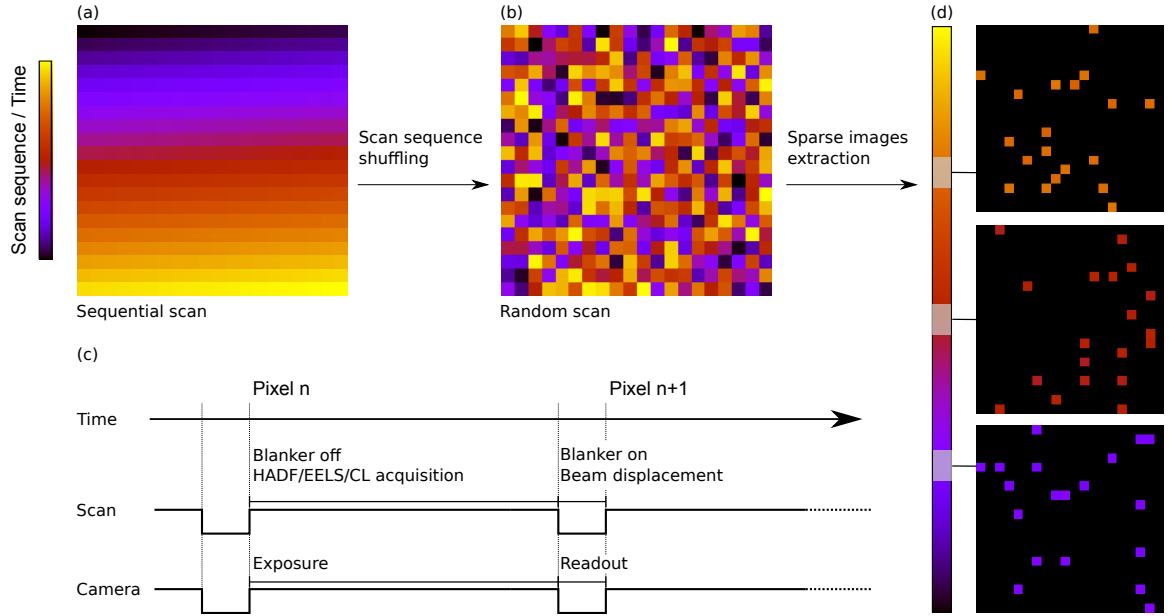 (a)
(b)
(d)
Scan sequence / Time
Scan sequence
shuffling
Sparse images
extraction
Sequential scan
Random scan
(c)
Pixel n
Pixel n+1
Time
Blanker off
HADF/EELS/CL acquisition
Blanker on
Beam displacement
Scan
Exposure
Readout
Camera